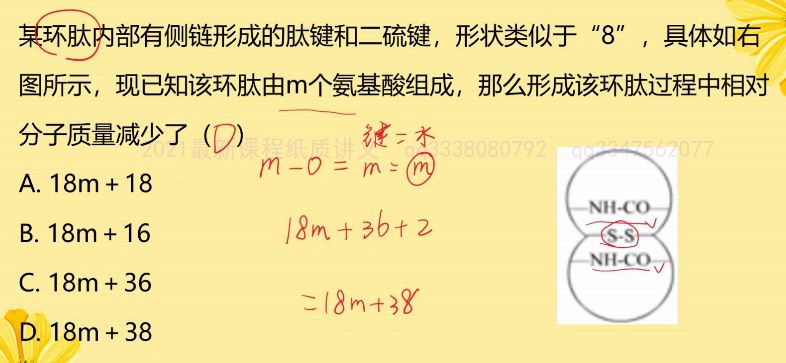 某环肽内部有侧链形成的肽键和二硫键，形状类似于“8”，具体如右
图所示，现已知该环肽由m个氨基酸组成，那么形成该环肽过程中相对
分子质量减少了（D）
键=水
2021最新课程纸质讲义 qq3338080792 qq3347562077
m-0=m=m
A. 18m+18
NH-CO
B. 18m+16
18m+36+2
S-S
NH-CO
C. 18m+36
=18m+38
D. 18m+38